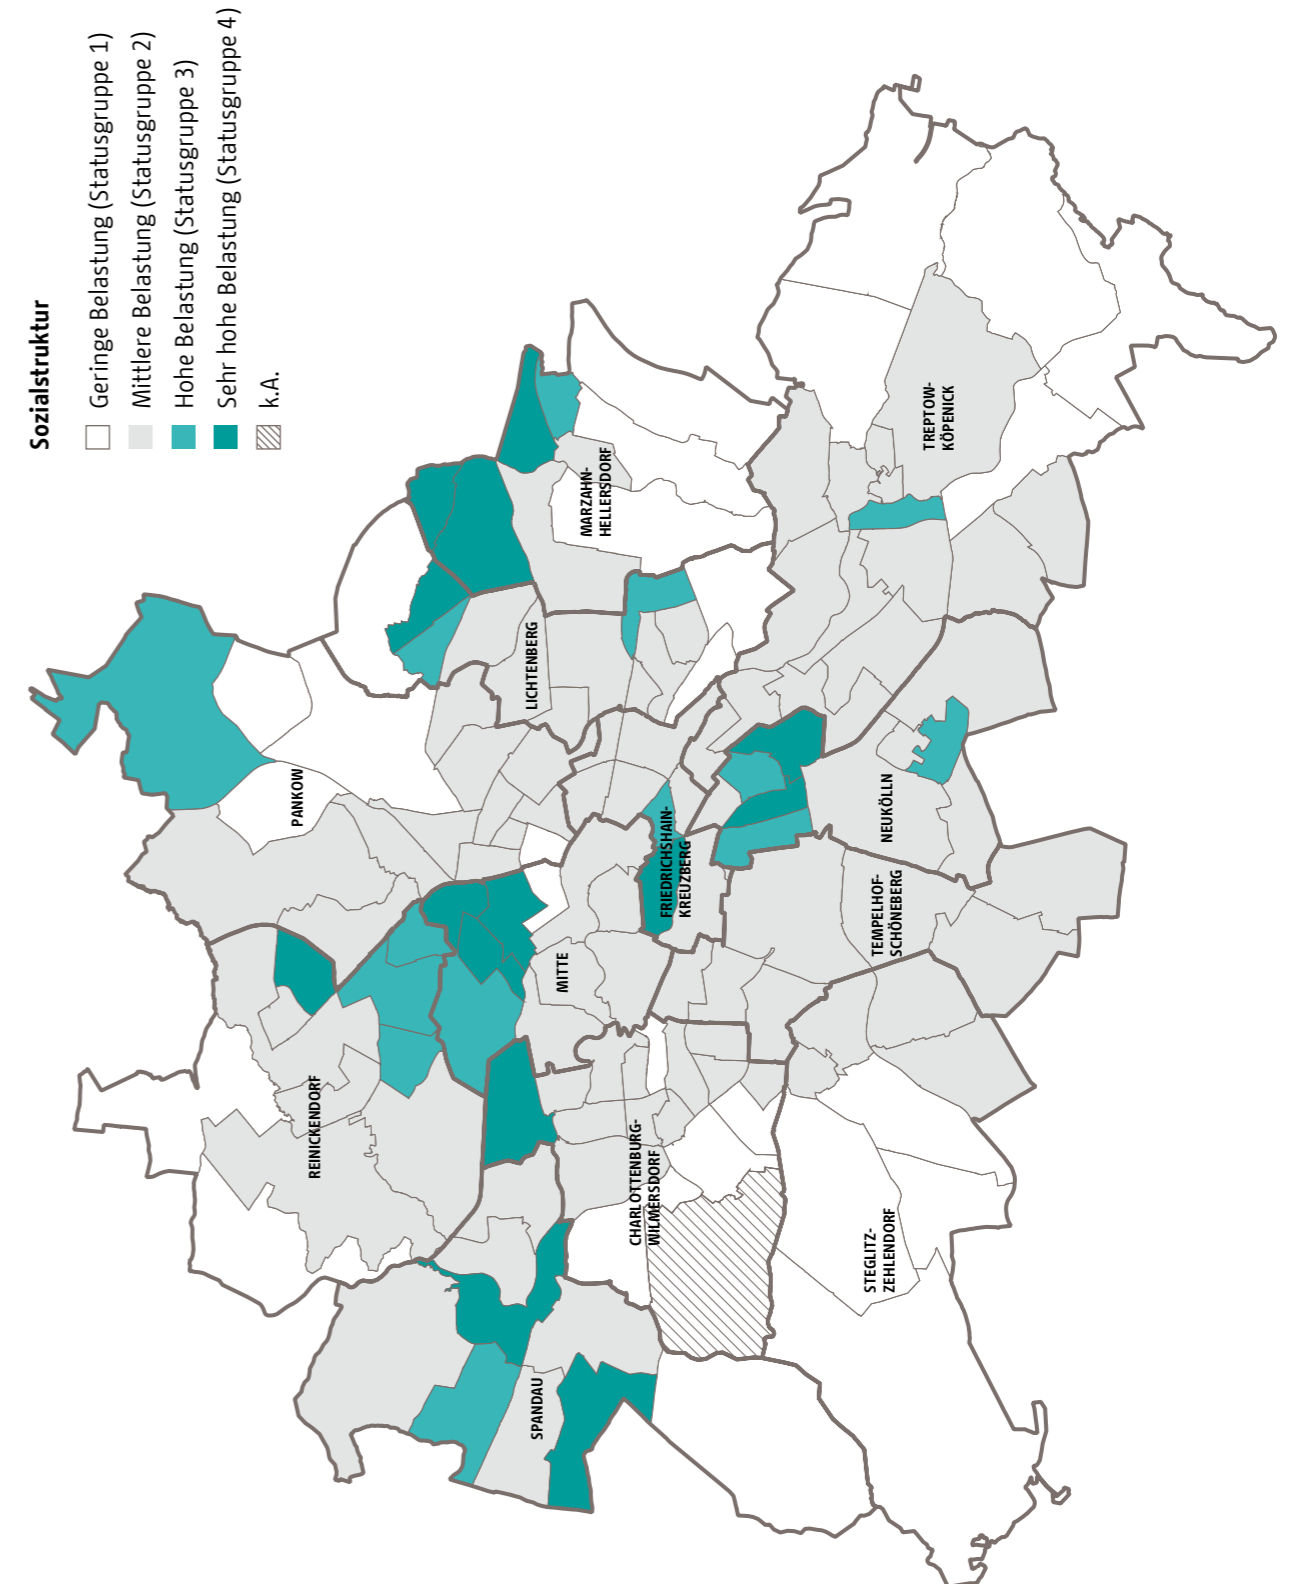 Sozialstruktur
Geringe Belastung (Statusgruppe 1)
Mittlere Belastung (Statusgruppe 2)
Hohe Belastung (Statusgruppe 3)
Sehr hohe Belastung (Statusgruppe 4)
k.A.
REINICKENDORF
PANKOW
SPANDAU
MITTE
LICHTENBERG
MARZAHN-
HELLERSDORF
CHARLOTTENBURG-
WILMERSDORF
FRIEDRICHSHAIN-
KREUZBERG
STEGLITZ-
ZEHLENDORF
TEMPELHOF-
SCHÖNEBERG
NEUKÖLLN
TREPTOW-
KÖPENICK